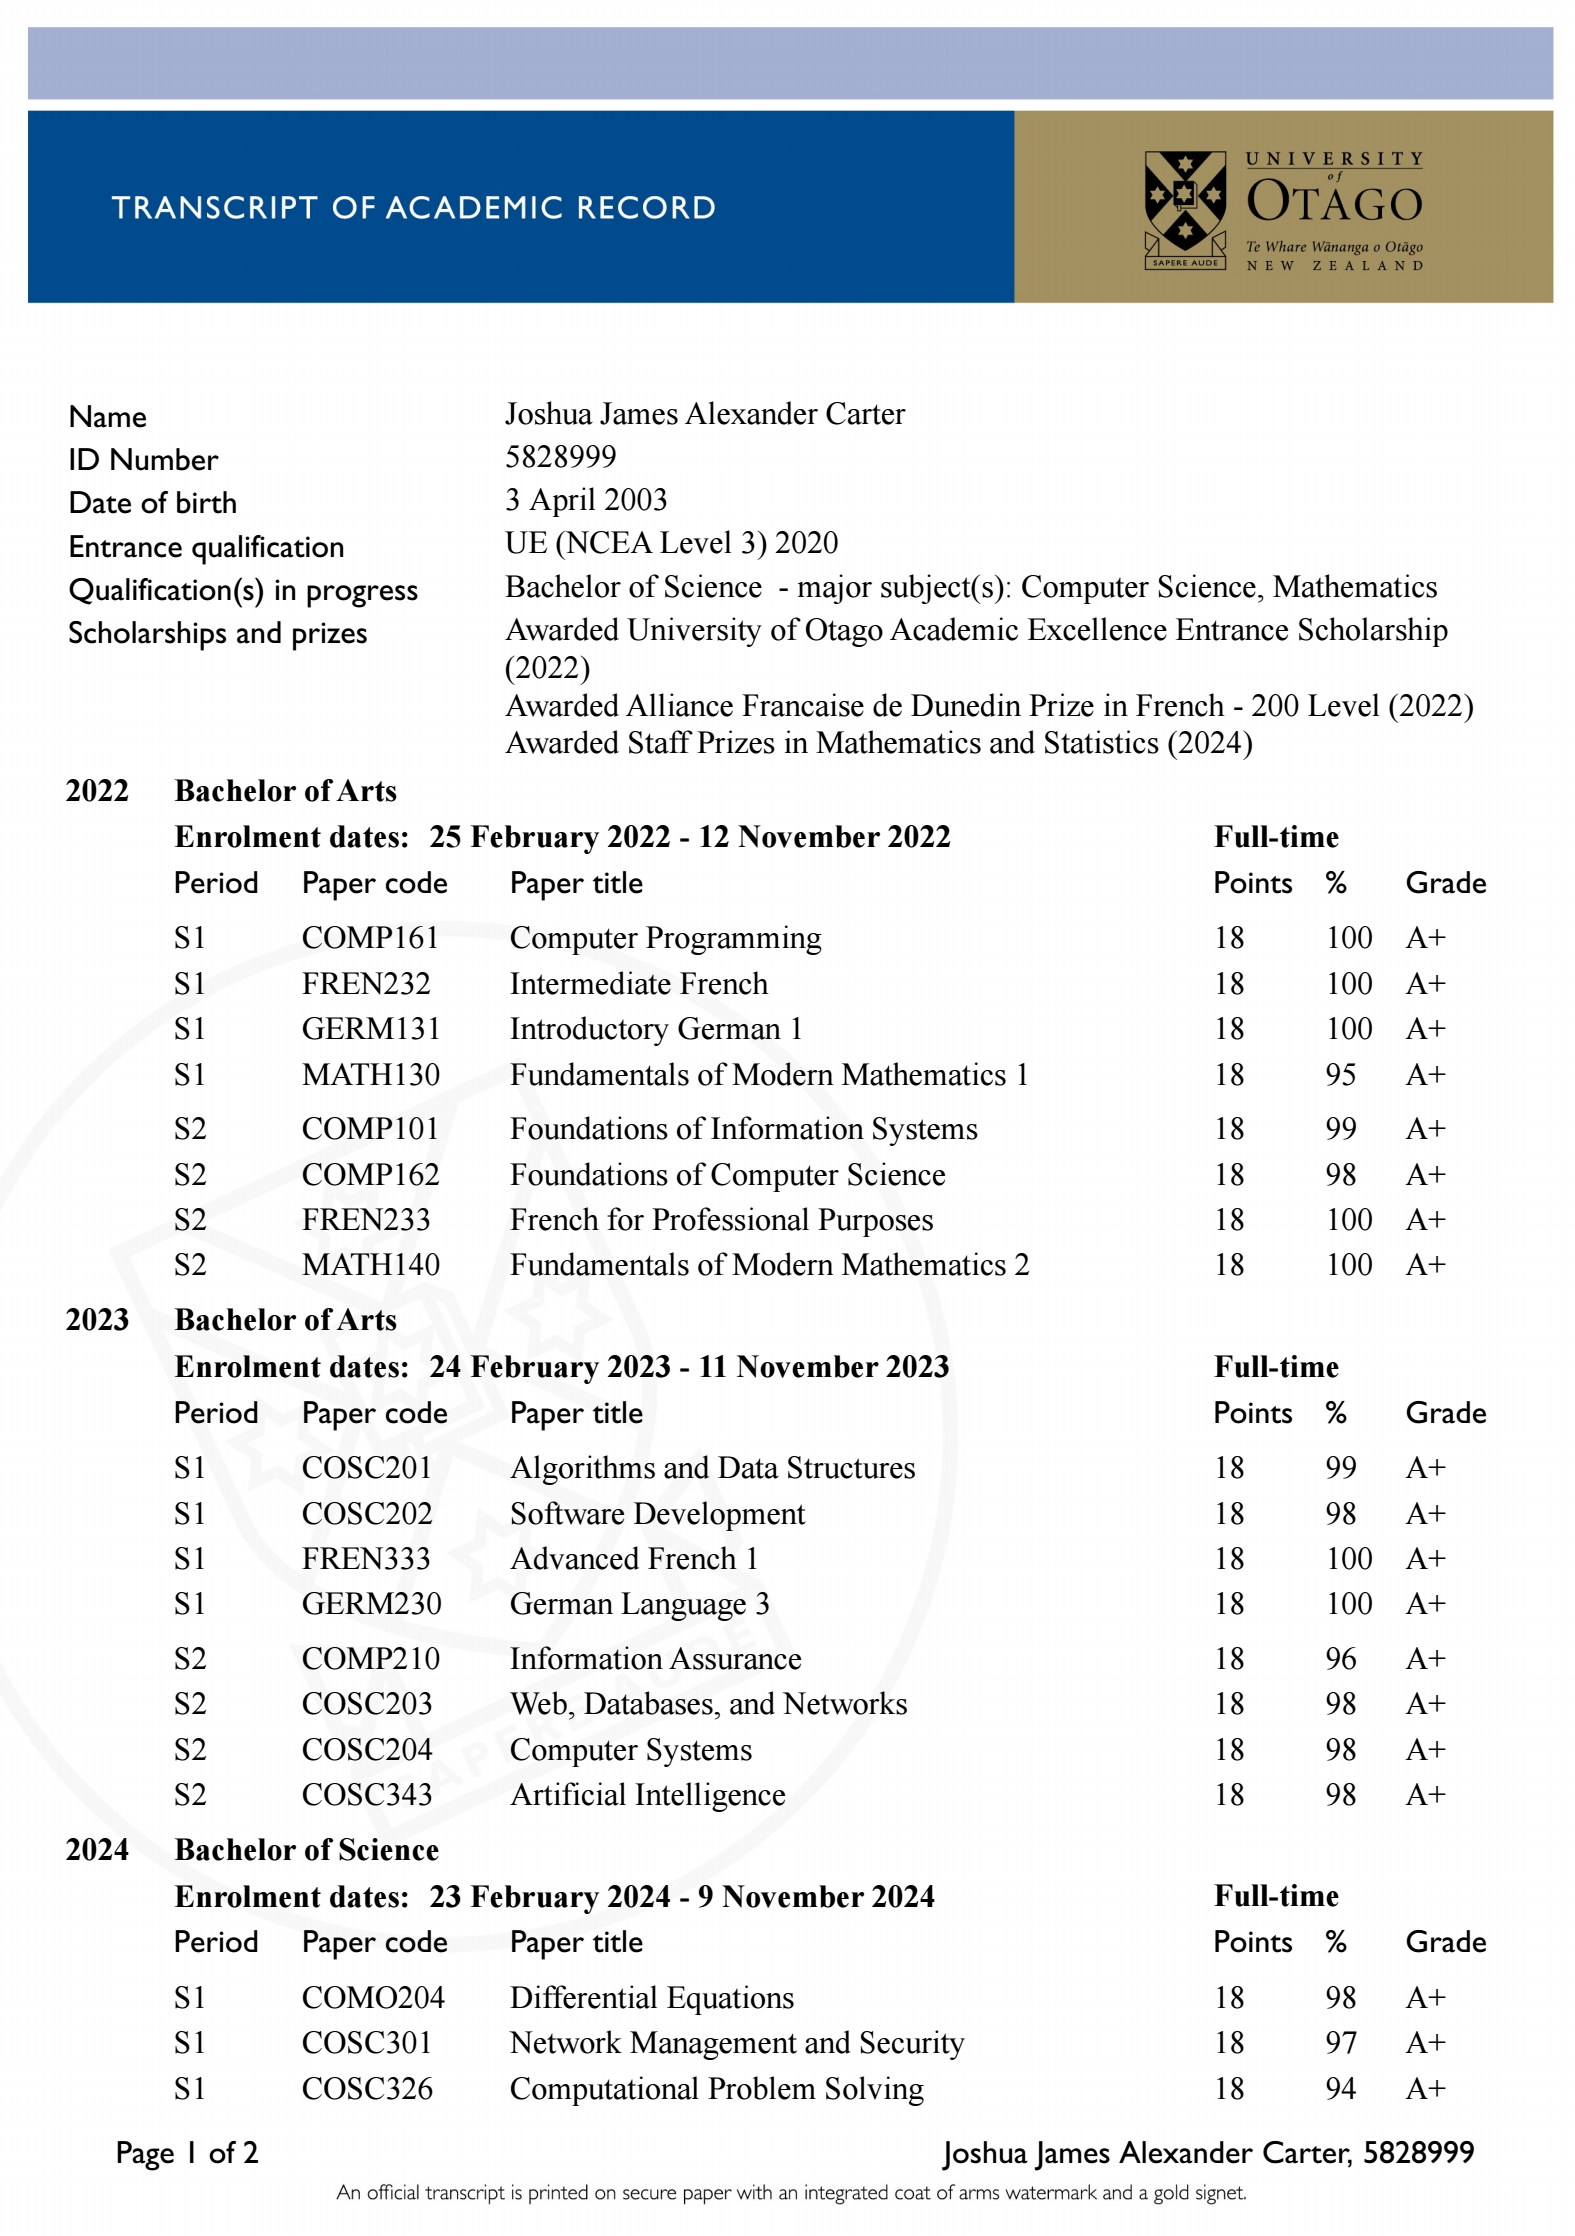 TRANSCRIPT OF ACADEMIC RECORD
UNIVERSITY
of
OTAGO
Te Whare Wānanga o Otāgo
NEW ZEALAND
SAPERE AUDE
Name Joshua James Alexander Carter
ID Number 5828999
Date of birth 3 April 2003
Entrance qualification UE (NCEA Level 3) 2020
Qualification(s) in progress Bachelor of Science - major subject(s): Computer Science, Mathematics
Scholarships and prizes Awarded University of Otago Academic Excellence Entrance Scholarship
(2022)
Awarded Alliance Francaise de Dunedin Prize in French - 200 Level (2022)
Awarded Staff Prizes in Mathematics and Statistics (2024)
2022 Bachelor of Arts
Enrolment dates: 25 February 2022 - 12 November 2022 Full-time
Period Paper code Paper title Points % Grade
S1 COMP161 Computer Programming 18 100 A+
S1 FREN232 Intermediate French 18 100 A+
S1 GERM131 Introductory German 1 18 100 A+
S1 MATH130 Fundamentals of Modern Mathematics 1 18 95 A+
S2 COMP101 Foundations of Information Systems 18 99 A+
S2 COMP162 Foundations of Computer Science 18 98 A+
S2 FREN233 French for Professional Purposes 18 100 A+
S2 MATH140 Fundamentals of Modern Mathematics 2 18 100 A+
2023 Bachelor of Arts
Enrolment dates: 24 February 2023 - 11 November 2023 Full-time
Period Paper code Paper title Points % Grade
S1 COSC201 Algorithms and Data Structures 18 99 A+
S1 COSC202 Software Development 18 98 A+
S1 FREN333 Advanced French 1 18 100 A+
S1 GERM230 German Language 3 18 100 A+
S2 COMP210 Information Assurance 18 96 A+
S2 COSC203 Web, Databases, and Networks 18 98 A+
S2 COSC204 Computer Systems 18 98 A+
S2 COSC343 Artificial Intelligence 18 98 A+
SAPERE AUDE
2024 Bachelor of Science
Enrolment dates: 23 February 2024 - 9 November 2024 Full-time
Period Paper code Paper title Points % Grade
S1 COMO204 Differential Equations 18 98 A+
S1 COSC301 Network Management and Security 18 97 A+
S1 COSC326 Computational Problem Solving 18 94 A+
Page 1 of 2 Joshua James Alexander Carter, 5828999
An official transcript is printed on secure paper with an integrated coat of arms watermark and a gold signet.